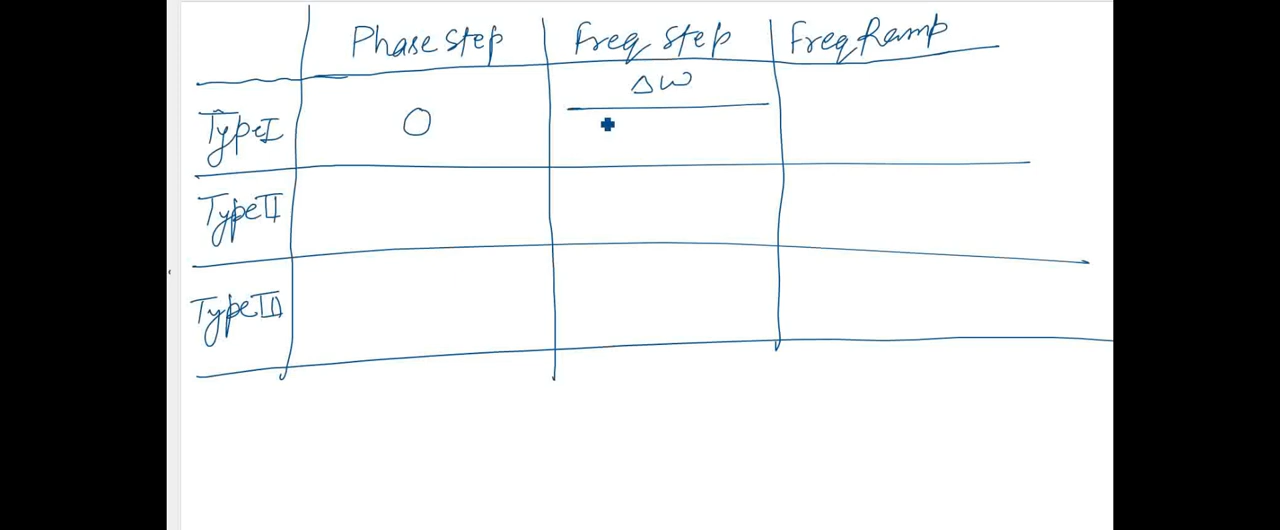 Phase Step Freq Step Freq Ramp
Δω
Type I 0
Type II
Type III